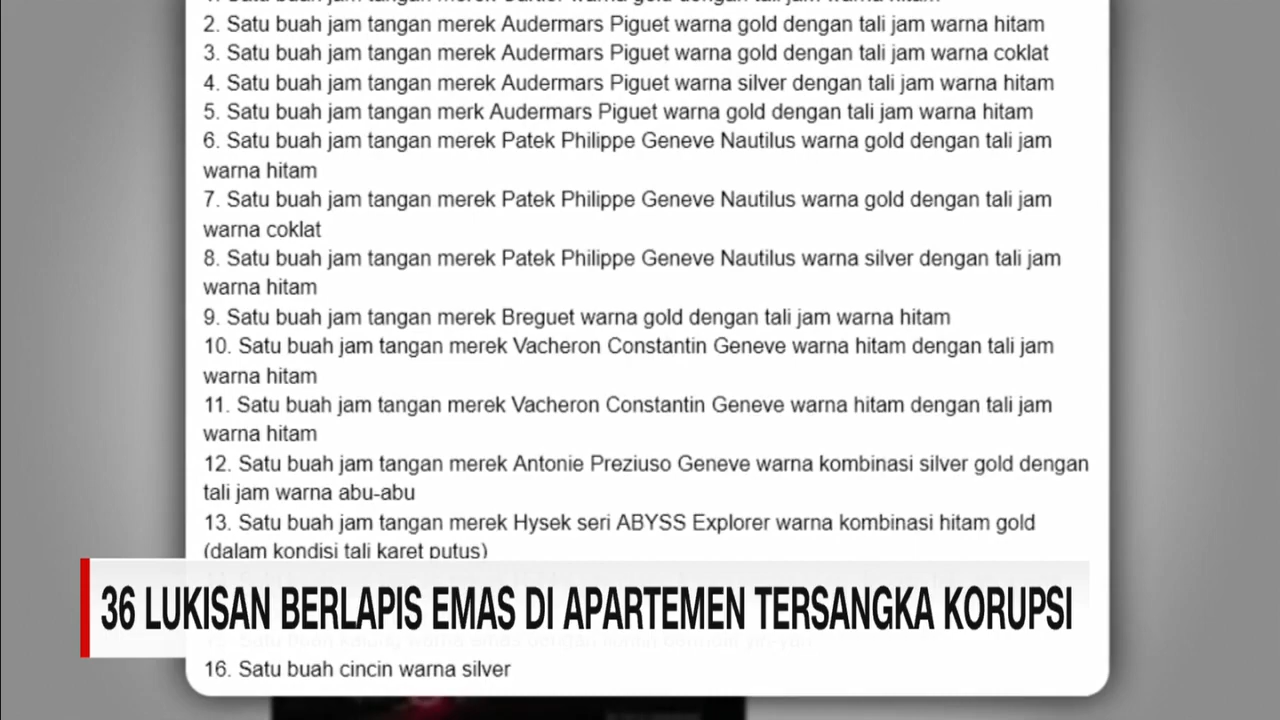 2. Satu buah jam tangan merek Audermars Piguet warna gold dengan tali jam warna hitam
3. Satu buah jam tangan merek Audermars Piguet warna gold dengan tali jam warna coklat
4. Satu buah jam tangan merek Audermars Piguet warna silver dengan tali jam warna hitam
5. Satu buah jam tangan merk Audermars Piguet warna gold dengan tali jam warna hitam
6. Satu buah jam tangan merek Patek Philippe Geneve Nautilus warna gold dengan tali jam
warna hitam
7. Satu buah jam tangan merek Patek Philippe Geneve Nautilus warna gold dengan tali jam
warna coklat
8. Satu buah jam tangan merek Patek Philippe Geneve Nautilus warna silver dengan tali jam
warna hitam
9. Satu buah jam tangan merek Breguet warna gold dengan tali jam warna hitam
10. Satu buah jam tangan merek Vacheron Constantin Geneve warna hitam dengan tali jam
warna hitam
11. Satu buah jam tangan merek Vacheron Constantin Geneve warna hitam dengan tali jam
warna hitam
12. Satu buah jam tangan merek Antonie Preziuso Geneve warna kombinasi silver gold dengan
tali jam warna abu-abu
13. Satu buah jam tangan merek Hysek seri ABYSS Explorer warna kombinasi hitam gold
(dalam kondisi tali karet putus)
36 LUKISAN BERLAPIS EMAS DI APARTEMEN TERSANGKA KORUPSI
16. Satu buah cincin warna silver